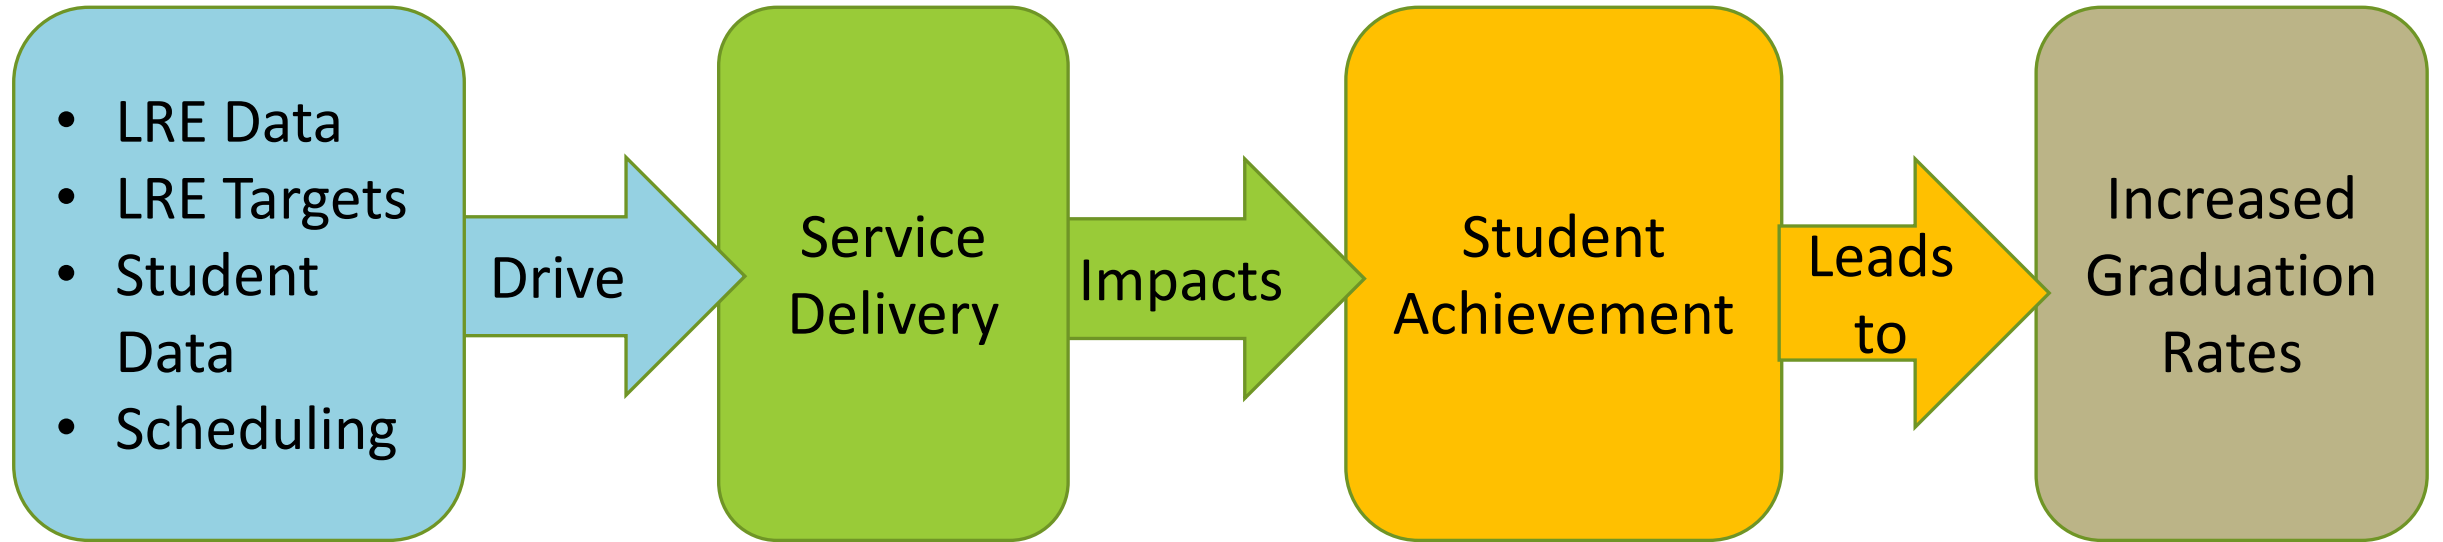 • LRE Data
• LRE Targets
• Student
Data
• Scheduling
Drive
Service
Delivery
Impacts
Student
Achievement
Leads
to
Increased
Graduation
Rates